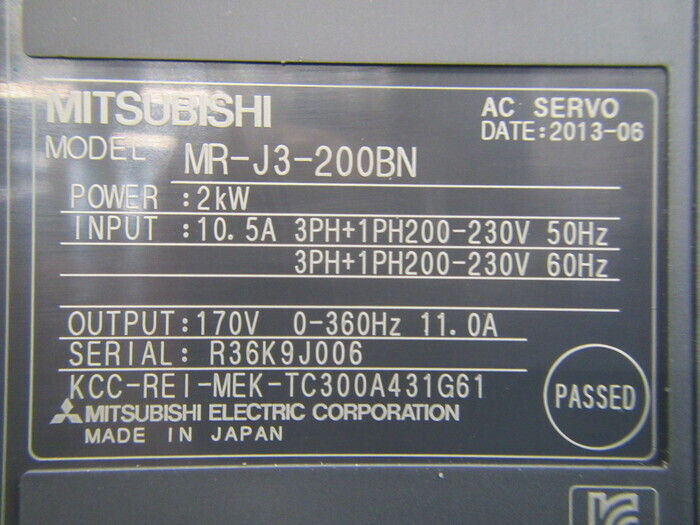 MITSUBISHI
AC SERVO
DATE:2013-06
MODEL MR-J3-200BN
POWER :2kW
INPUT :10.5A 3PH+1PH200-230V 50Hz
3PH+1PH200-230V 60Hz
OUTPUT:170V 0-360Hz 11.0A
SERIAL: R36K9J006
KCC-REI-MEK-TC300A431G61
PASSED
MITSUBISHI ELECTRIC CORPORATION
MADE IN JAPAN